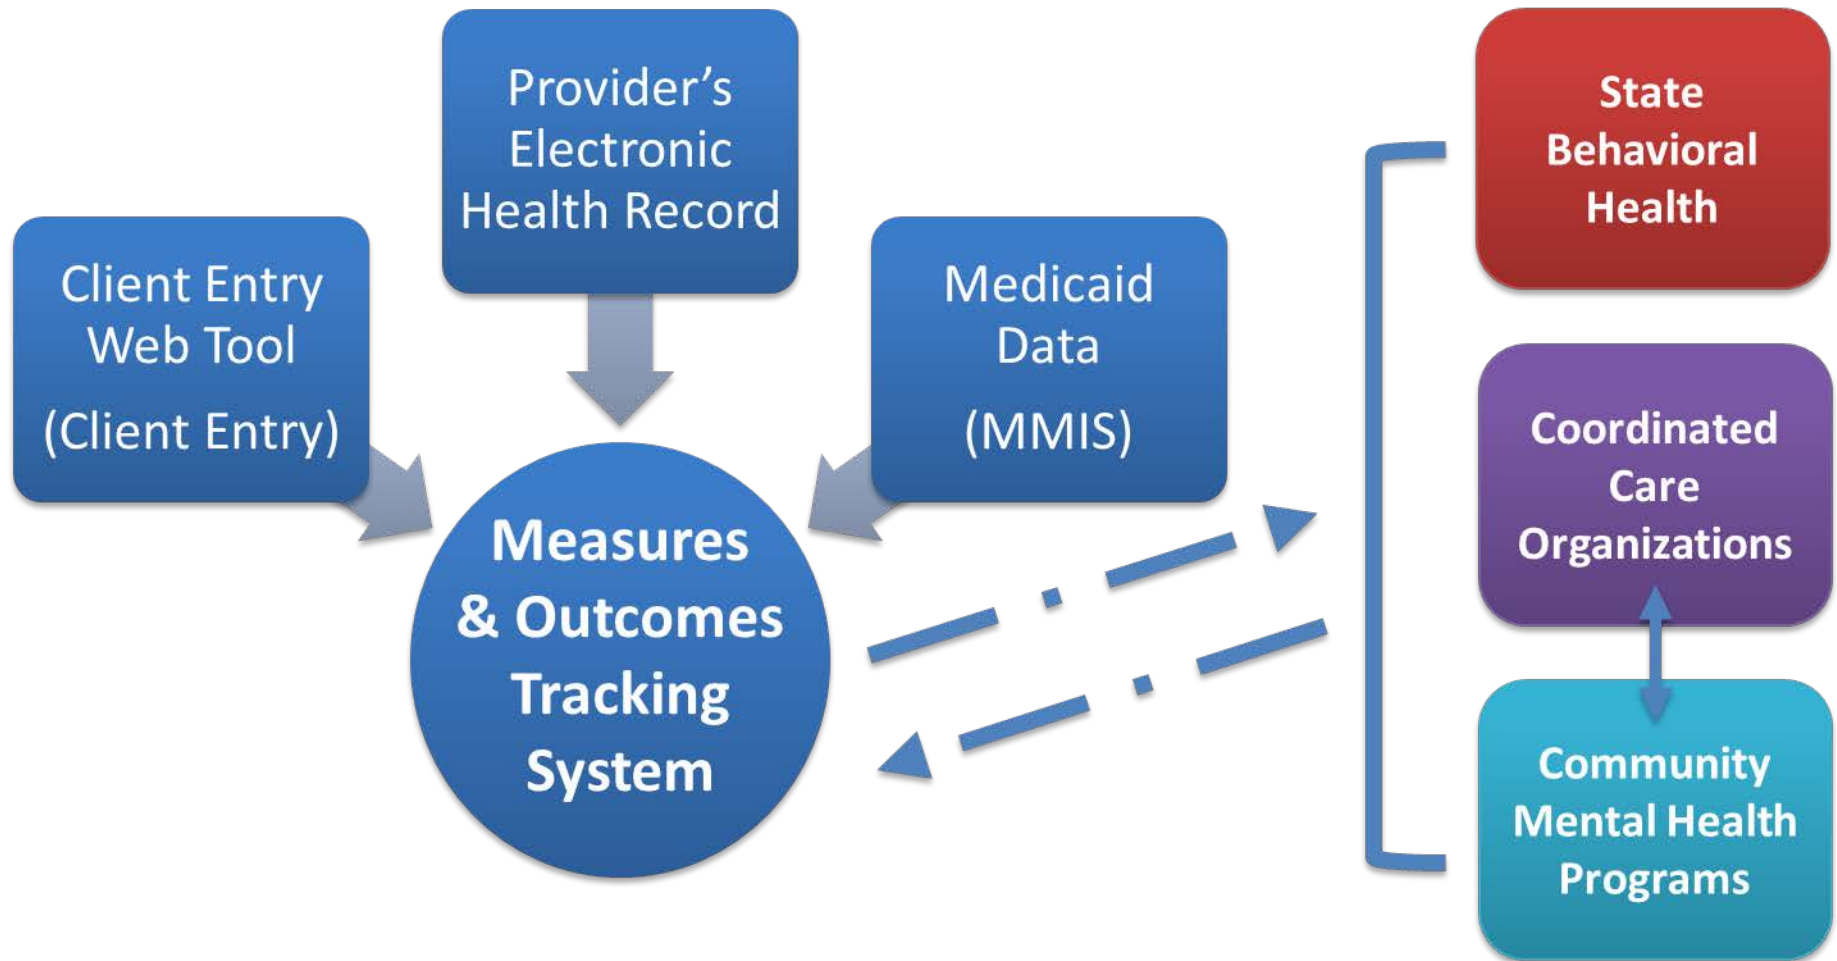 Provider’s
Electronic
Health Record
Client Entry
Web Tool
(Client Entry)
Medicaid
Data
(MMIS)
Measures
& Outcomes
Tracking
System
State
Behavioral
Health
Coordinated
Care
Organizations
Community
Mental Health
Programs